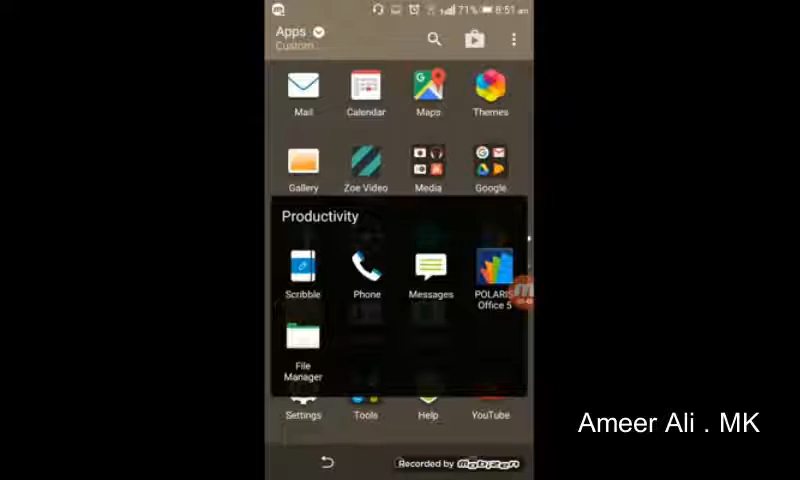 71% 8:51 am
Apps
Custom...
Mail Calendar Maps Themes
Gallery Zoe Video Media Google
Productivity
Scribble Phone Messages POLARIS
Office 5
File
Manager
Settings Tools Help YouTube
Ameer Ali . MK
Recorded by mobizen